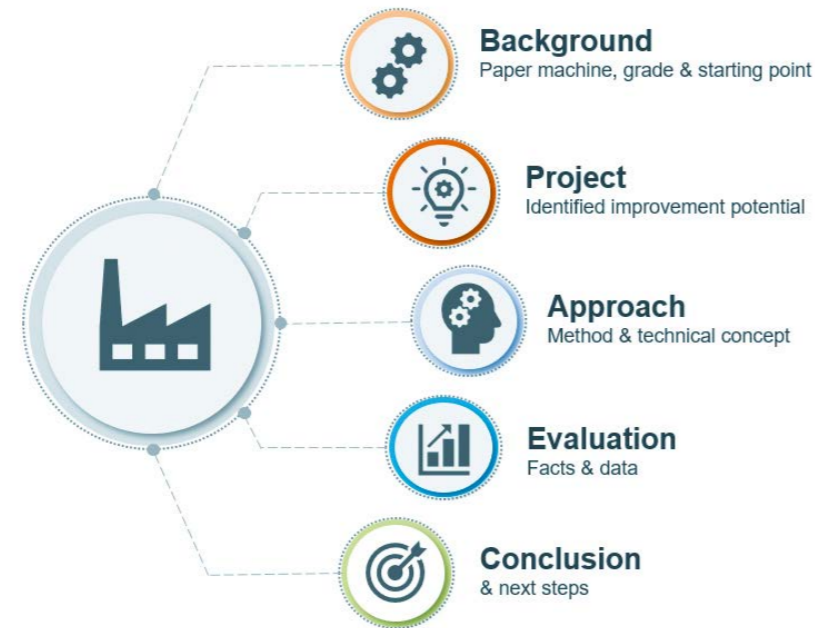 Background
Paper machine, grade & starting point
Project
Identified improvement potential
Approach
Method & technical concept
Evaluation
Facts & data
Conclusion
& next steps